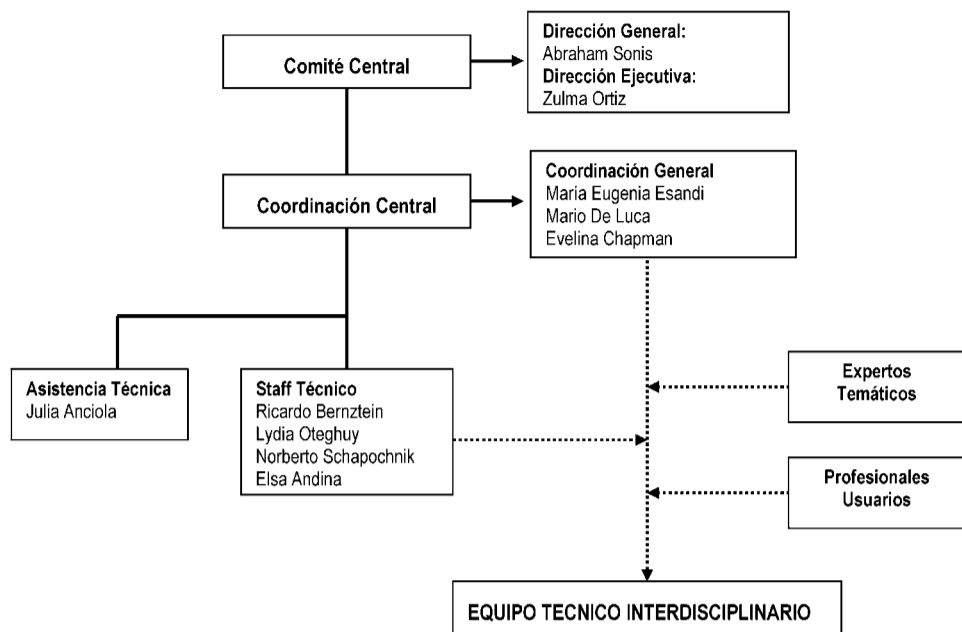 Comité Central
Dirección General:
Abraham Sonis
Dirección Ejecutiva:
Zulma Ortiz
Coordinación Central
Coordinación General
María Eugenia Esandi
Mario De Luca
Evelina Chapman
Asistencia Técnica
Julia Anciola
Staff Técnico
Ricardo Bernztein
Lydia Oteghuy
Norberto Schapochnik
Elsa Andina
Expertos
Temáticos
Profesionales
Usuarios
EQUIPO TECNICO INTERDISCIPLINARIO